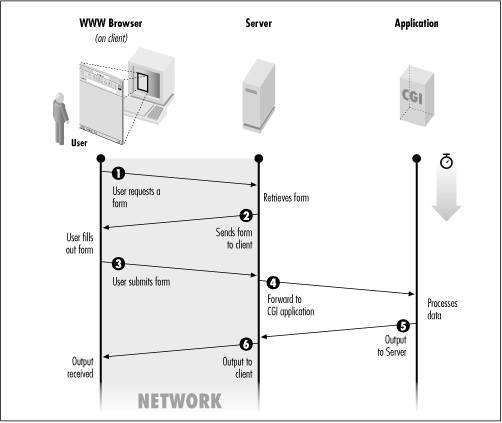 WWW Browser
(on client)
Server
Application
CGI
User
1
User requests a
form
Retrieves form
2
Sends form
to client
User fills
out form
3
User submits form
4
Forward to
CGI application
Processes
data
5
Output
to Server
6
Output to
client
Output
received
NETWORK